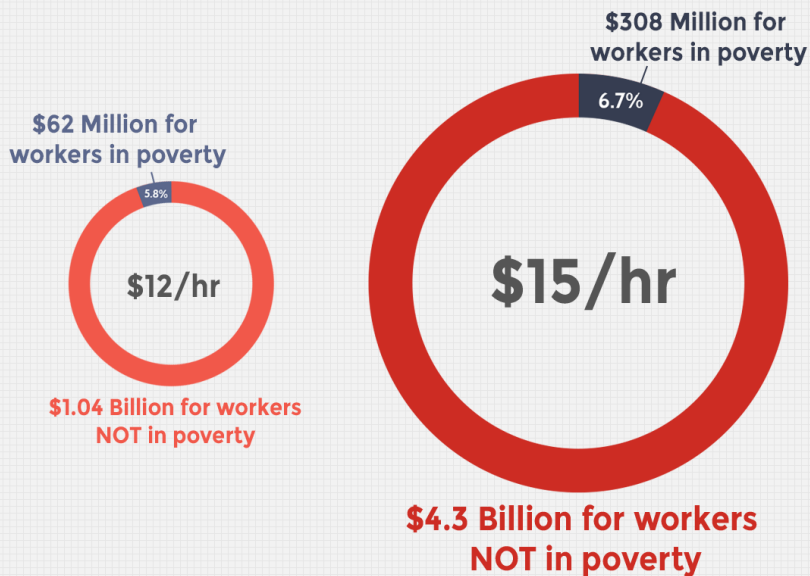 $62 Million for
workers in poverty
5.8%
$12/hr
$1.04 Billion for workers
NOT in poverty
$308 Million for
workers in poverty
6.7%
$15/hr
$4.3 Billion for workers
NOT in poverty